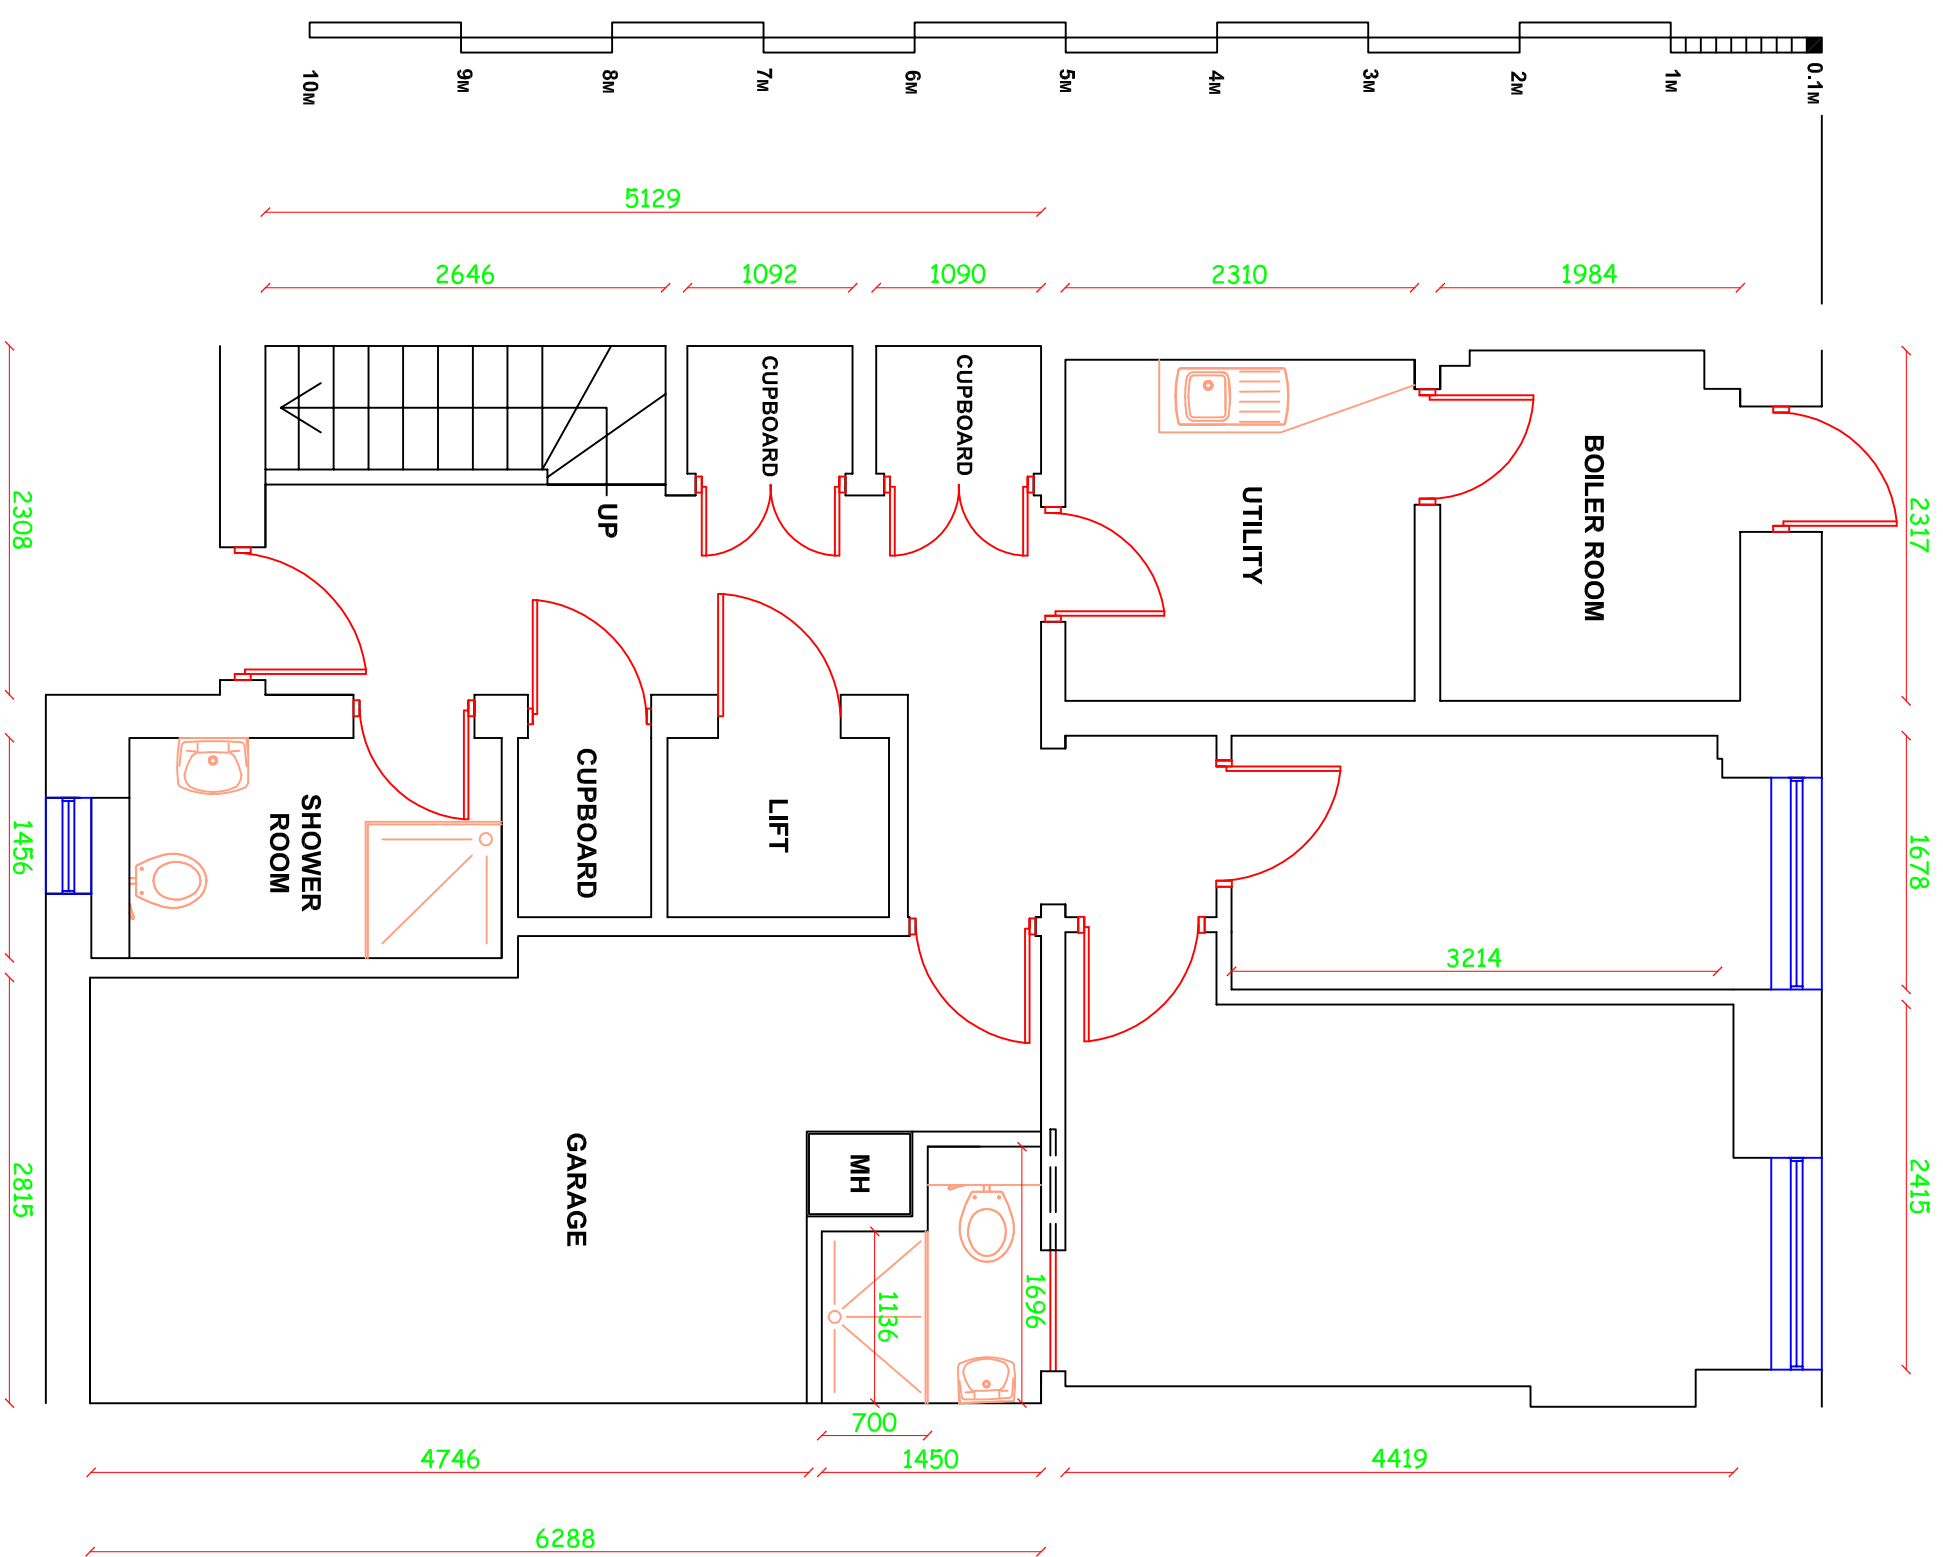 10M
9M
8M
7M
6M
5M
4M
3M
2M
1M
0.1M
5129
2646
1092
1090
2310
1984
CUPBOARD
CUPBOARD
UP
UTILITY
BOILER ROOM
2308
2317
SHOWER
ROOM
CUPBOARD
LIFT
1456
1678
3214
GARAGE
MH
2815
2415
1136
1696
700
4746
1450
4419
6288